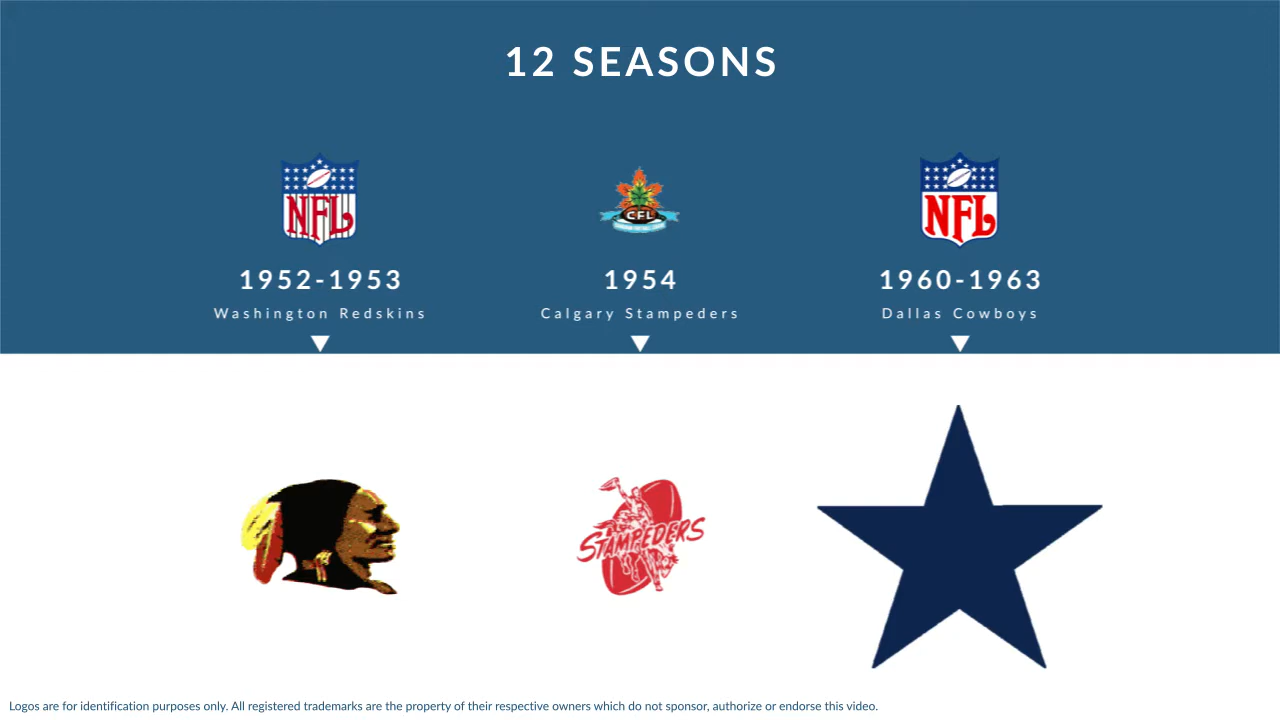 12 SEASONS
NFL
CFL
NFL
1952-1953
1954
1960-1963
Washington Redskins
Calgary Stampeders
Dallas Cowboys
STAMPEDERS
Logos are for identification purposes only. All registered trademarks are the property of their respective owners which do not sponsor, authorize or endorse this video.